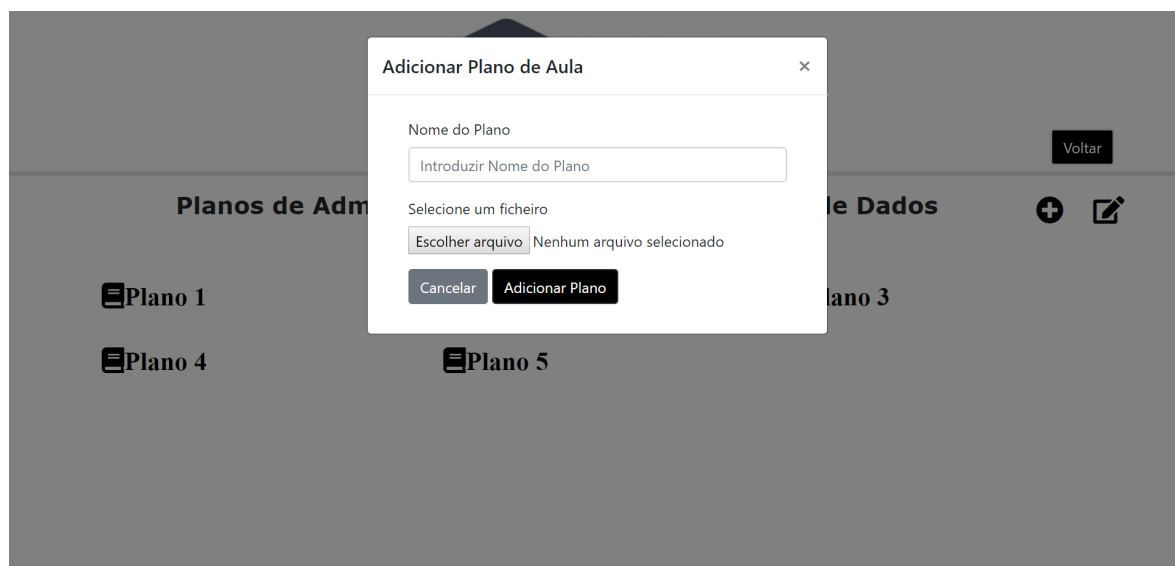 Adicionar Plano de Aula ×
Nome do Plano
Introduzir Nome do Plano
Voltar
Planos de Adm de Dados
Selecione um ficheiro
Escolher arquivo Nenhum arquivo selecionado
Cancelar Adicionar Plano
Plano 1 lano 3
Plano 4 Plano 5